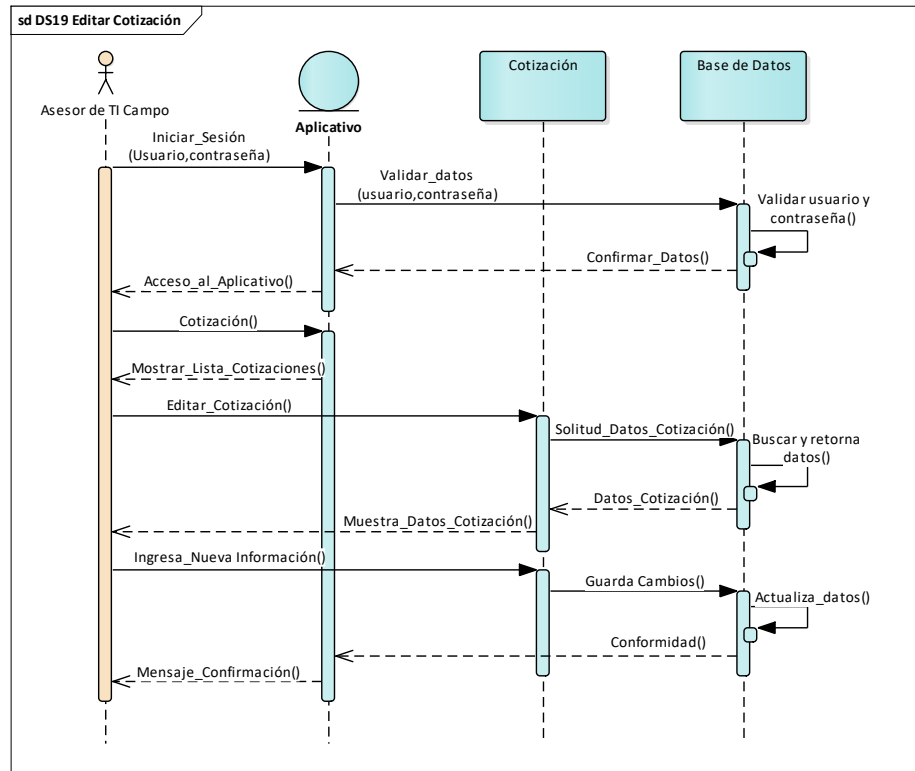 sd DS19 Editar Cotización
Cotización
Base de Datos
Asesor de TI Campo
Aplicativo
Iniciar_Sesión
(Usuario,contraseña)
Validar_datos
(usuario,contraseña)
Validar usuario y
contraseña()
Confirmar_Datos()
Acceso_al_Aplicativo()
Cotización()
Mostrar_Lista_Cotizaciones()
Editar_Cotización()
Solitud_Datos_Cotización()
Buscar y retorna
datos()
Datos_Cotización()
Muestra_Datos_Cotización()
Ingresa_Nueva Información()
Guarda Cambios()
Actualiza_datos()
Conformidad()
Mensaje_Confirmación()